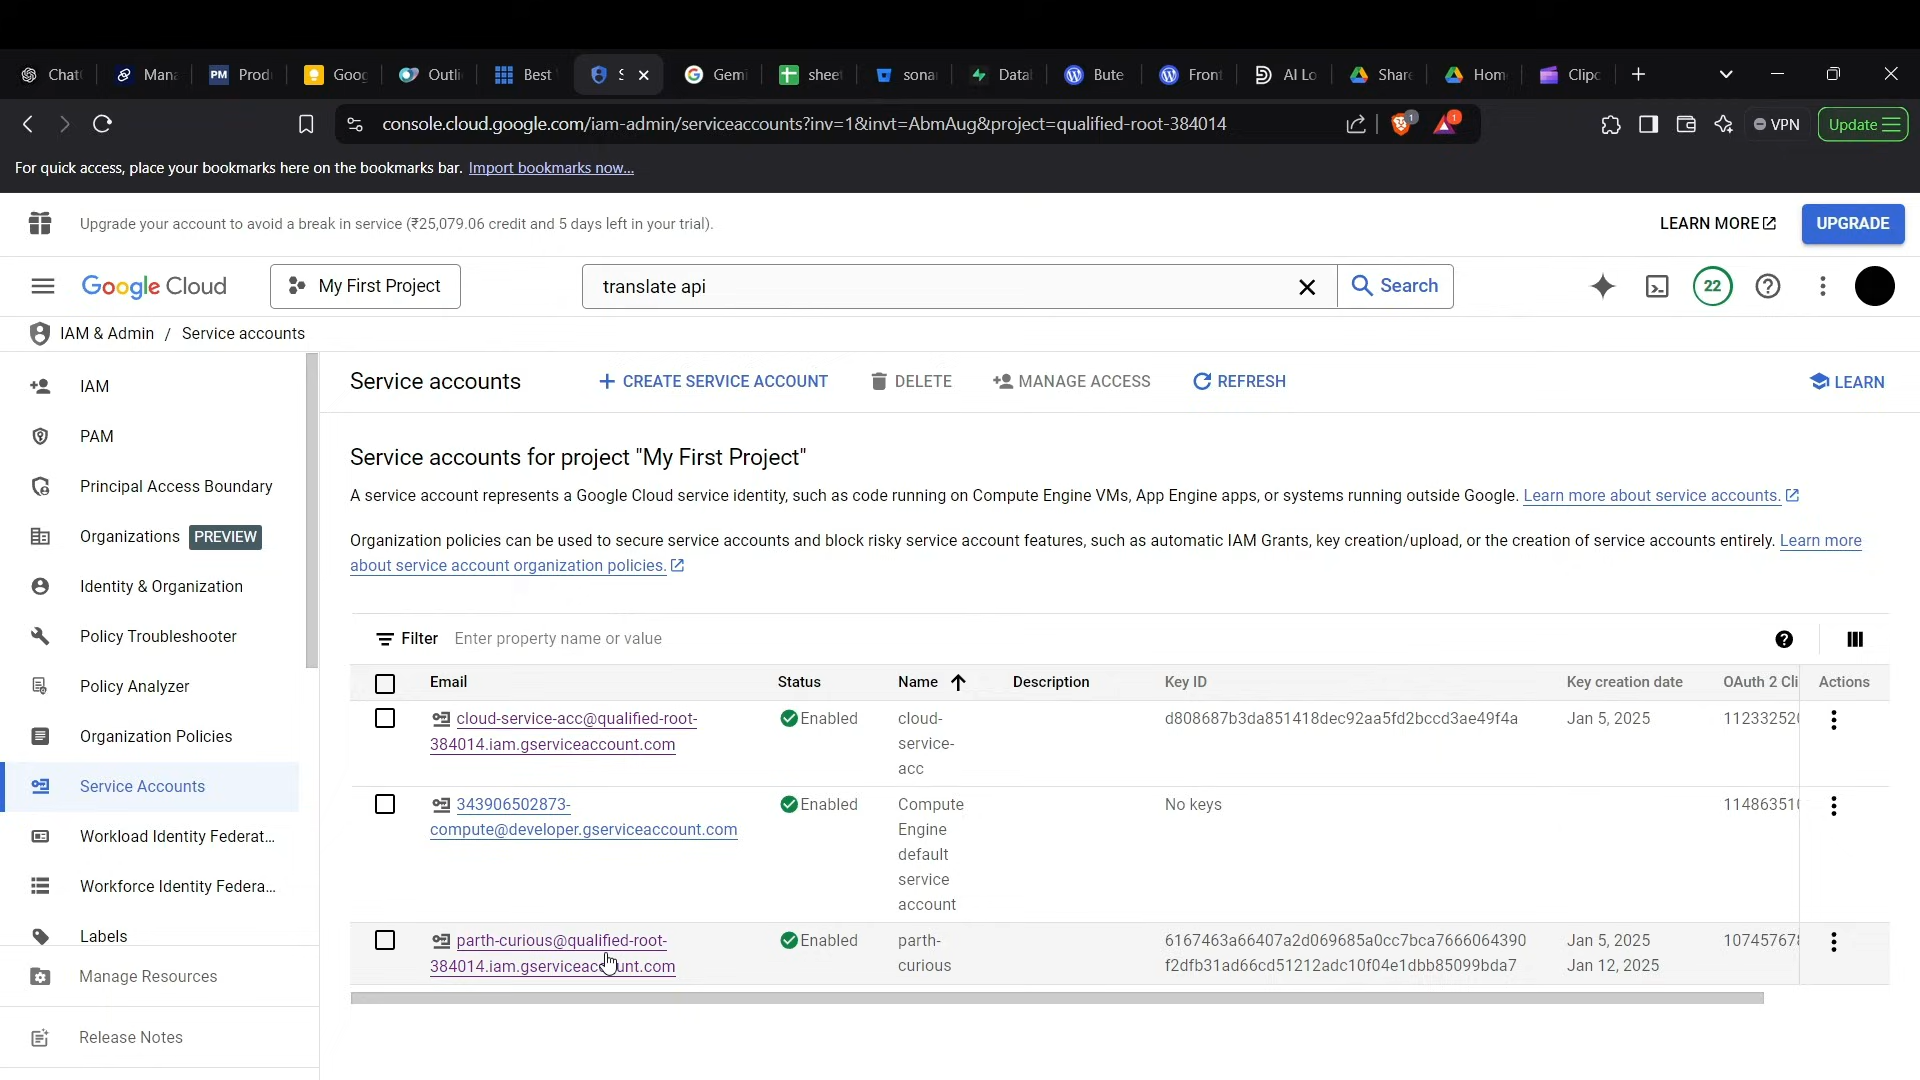 Chat
Mana
PM Produ
Goog
Outli
Best
S
Gemi
sheet
sona
Datal
Bute
Front
AI Lo
Share
Hom
Clipc
console.cloud.google.com/iam-admin/serviceaccounts?inv=1&invt=AbmAug&project=qualified-root-384014
1
1
VPN
Update
For quick access, place your bookmarks here on the bookmarks bar. Import bookmarks now...
Upgrade your account to avoid a break in service (₹25,079.06 credit and 5 days left in your trial).
LEARN MORE
UPGRADE
Google Cloud
My First Project
translate api
Search
22
IAM & Admin / Service accounts
IAM
PAM
Principal Access Boundary
Organizations PREVIEW
Identity & Organization
Policy Troubleshooter
Policy Analyzer
Organization Policies
Service Accounts
Workload Identity Federat...
Workforce Identity Federa...
Labels
Manage Resources
Release Notes
Service accounts
CREATE SERVICE ACCOUNT
DELETE
MANAGE ACCESS
REFRESH
LEARN
Service accounts for project "My First Project"
A service account represents a Google Cloud service identity, such as code running on Compute Engine VMs, App Engine apps, or systems running outside Google. Learn more about service accounts.
Organization policies can be used to secure service accounts and block risky service account features, such as automatic IAM Grants, key creation/upload, or the creation of service accounts entirely. Learn more
about service account organization policies.
Filter Enter property name or value
Email Status Name Description Key ID Key creation date OAuth 2 Cli Actions
cloud-service-acc@qualified-root-
384014.iam.gserviceaccount.com
Enabled
cloud-
service-
acc
d808687b3da851418dec92aa5fd2bccd3ae49f4a
Jan 5, 2025
11233252
343906502873-
compute@developer.gserviceaccount.com
Enabled
Compute
Engine
default
service
account
No keys
11486351
parth-curious@qualified-root-
384014.iam.gserviceaccount.com
Enabled
parth-
curious
6167463a66407a2d069685a0cc7bca7666064390
f2dfb31ad66cd51212adc10f04e1dbb85099bda7
Jan 5, 2025
Jan 12, 2025
10745767